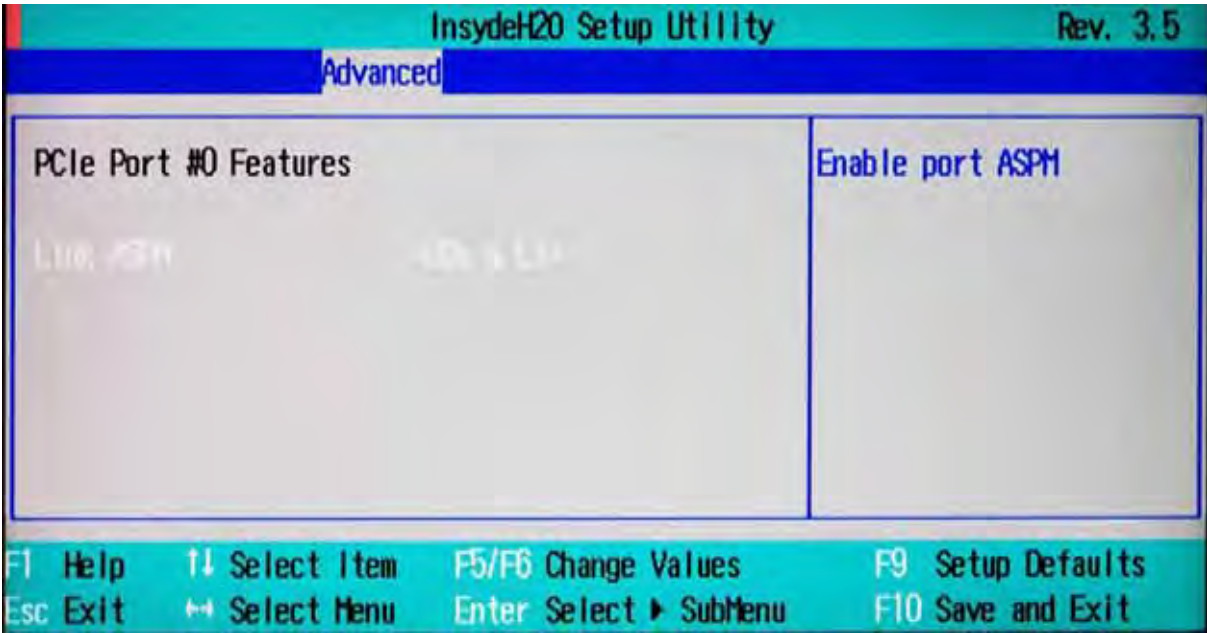 InsydeH20 Setup Utility Rev. 3.5
Advanced
PCIe Port #0 Features
Enable port ASPM
ASPM
F1 Help ↑↓ Select Item F5/F6 Change Values F9 Setup Defaults
Esc Exit ↔ Select Menu Enter Select ▶ SubMenu F10 Save and Exit